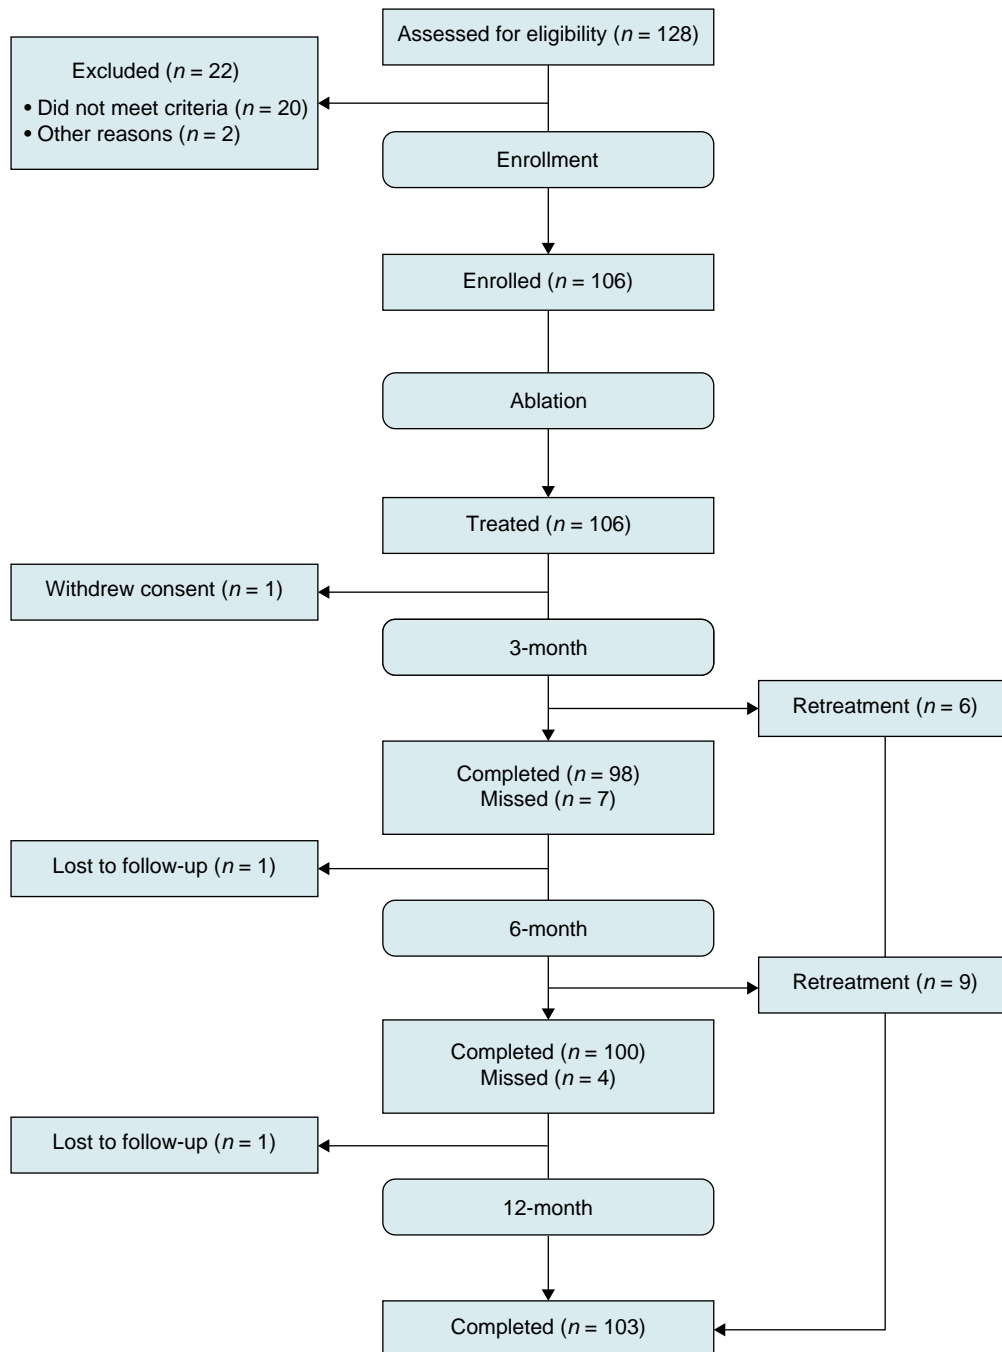 Assessed for eligibility (n = 128)
Excluded (n = 22)
• Did not meet criteria (n = 20)
• Other reasons (n = 2)
Enrollment
Enrolled (n = 106)
Ablation
Treated (n = 106)
Withdrew consent (n = 1)
3-month
Retreatment (n = 6)
Completed (n = 98)
Missed (n = 7)
Lost to follow-up (n = 1)
6-month
Retreatment (n = 9)
Completed (n = 100)
Missed (n = 4)
Lost to follow-up (n = 1)
12-month
Completed (n = 103)